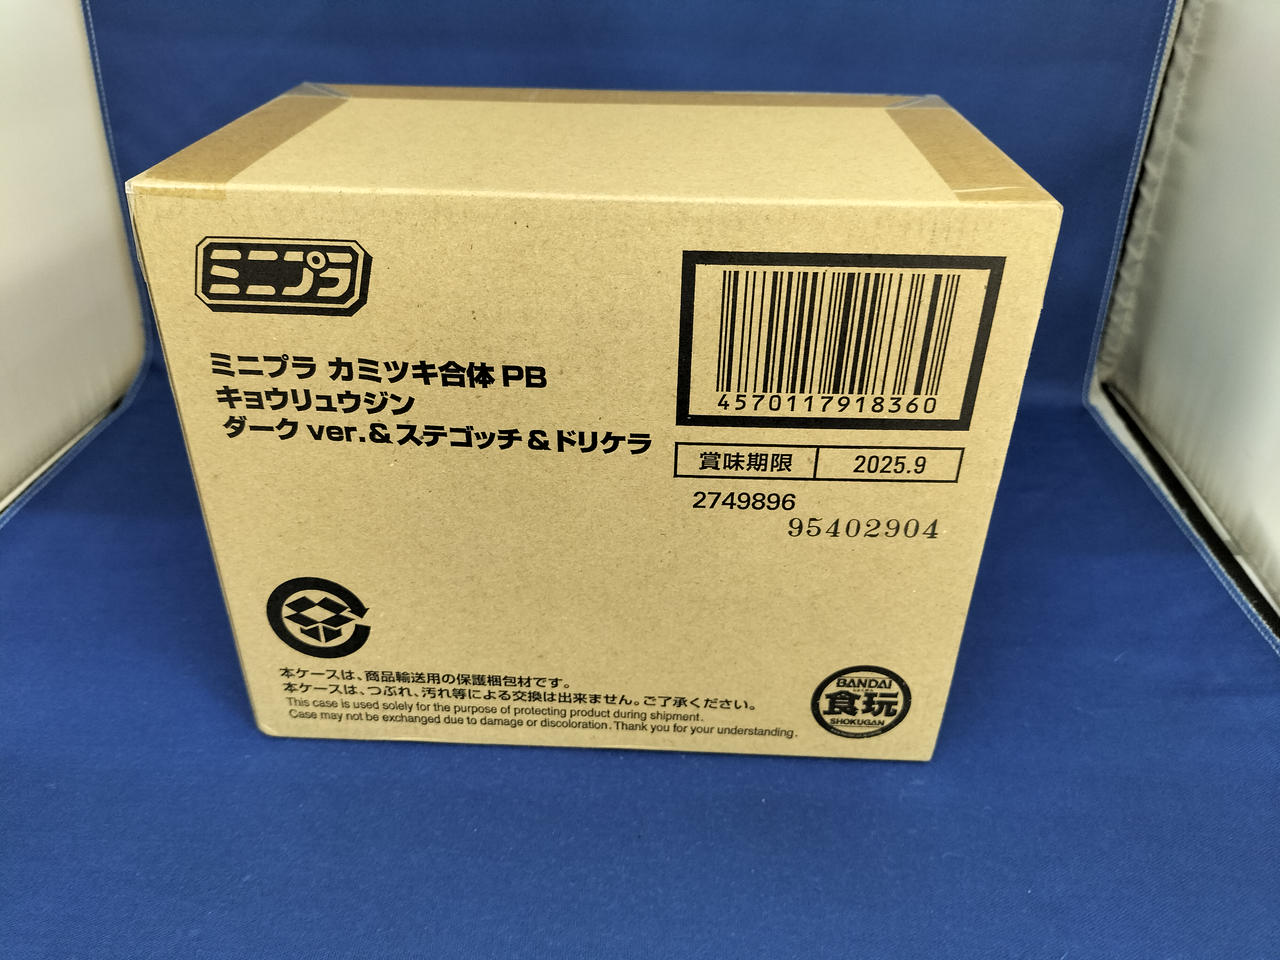 ミニプラ
ミニプラ カミツキ合体 PB
キョウリュウジン
ダーク ver.&ステゴッチ&ドリケラ
4570117918360
賞味期限 2025.9
2749896
95402904
本ケースは、商品輸送用の保護梱包材です。
本ケースは、つぶれ、汚れ等による交換は出来ません。ご了承ください。
This case is used solely for the purpose of protecting product during shipment.
Case may not be exchanged due to damage or discoloration. Thank you for your understanding.
BANDAI
食玩
SHOKUGAN